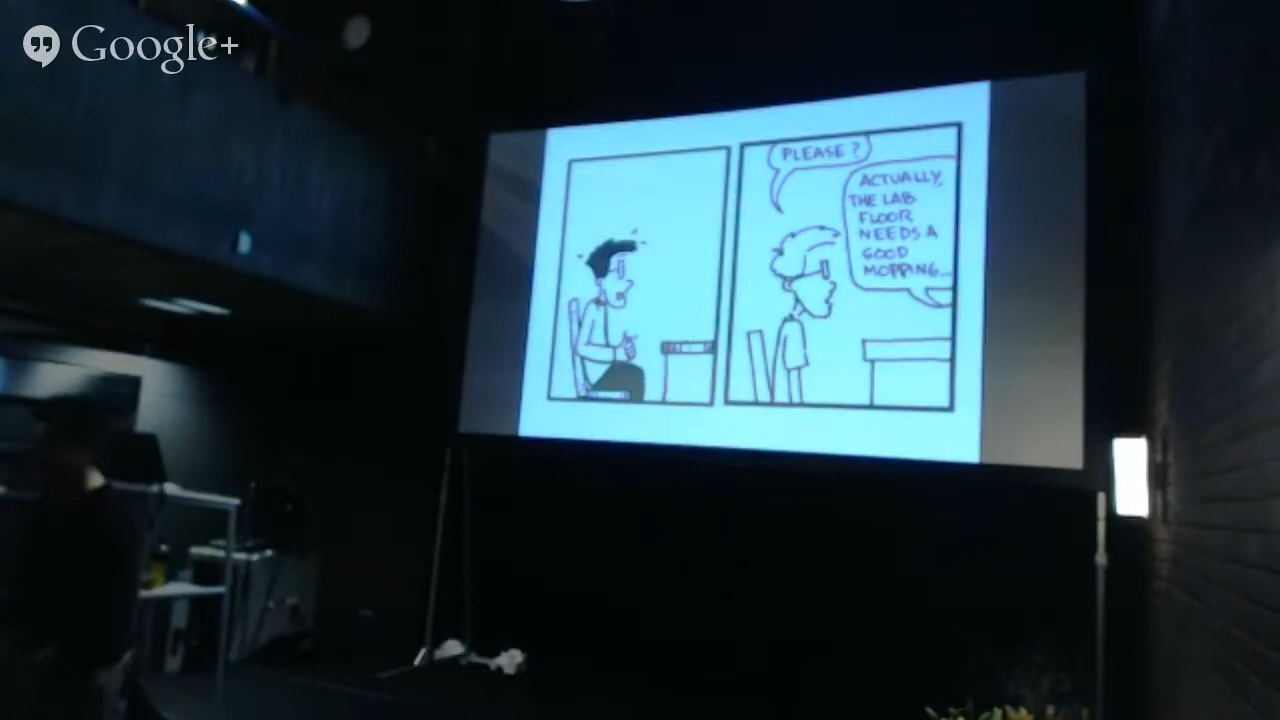 Google+
PLEASE?
ACTUALLY,
THE LAB
FLOOR
NEEDS A
GOOD
MOPPING...